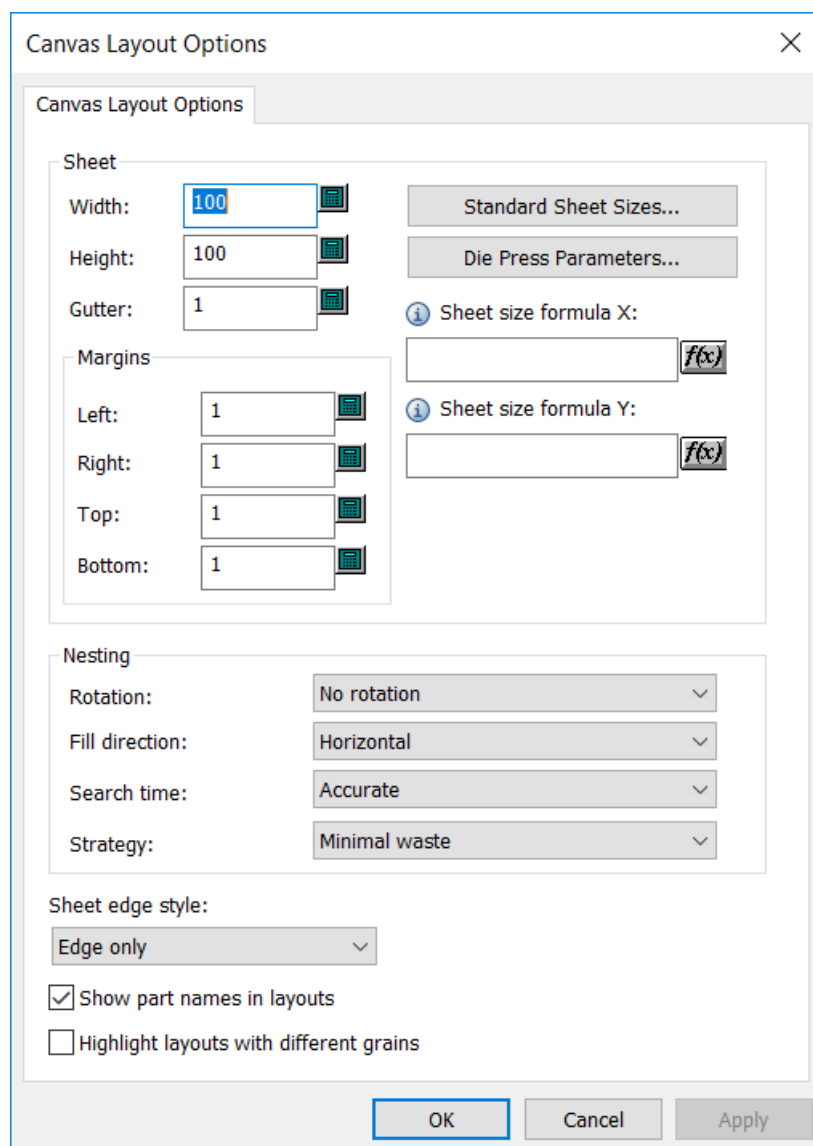 Canvas Layout Options
Canvas Layout Options
Sheet
Width: 100
Standard Sheet Sizes...
Height: 100
Die Press Parameters...
Gutter: 1
Sheet size formula X:
f(x)
Margins
Left: 1
Sheet size formula Y:
f(x)
Right: 1
Top: 1
Bottom: 1
Nesting
Rotation: No rotation
Fill direction: Horizontal
Search time: Accurate
Strategy: Minimal waste
Sheet edge style:
Edge only
Show part names in layouts
Highlight layouts with different grains
OK Cancel Apply